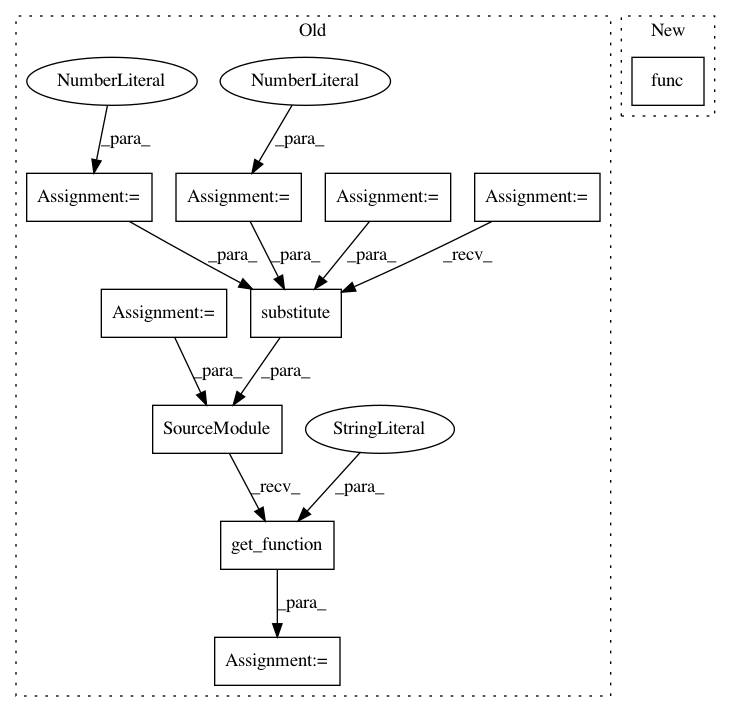 Old
New
NumberLiteral
NumberLiteral
func
_para_
_para_
Assignment:=
Assignment:=
Assignment:=
Assignment:=
_para_
_para_
_para_
_recv_
Assignment:=
substitute
_para_
_para_
SourceModule
StringLiteral
_recv_
_para_
get_function
_para_
Assignment:=